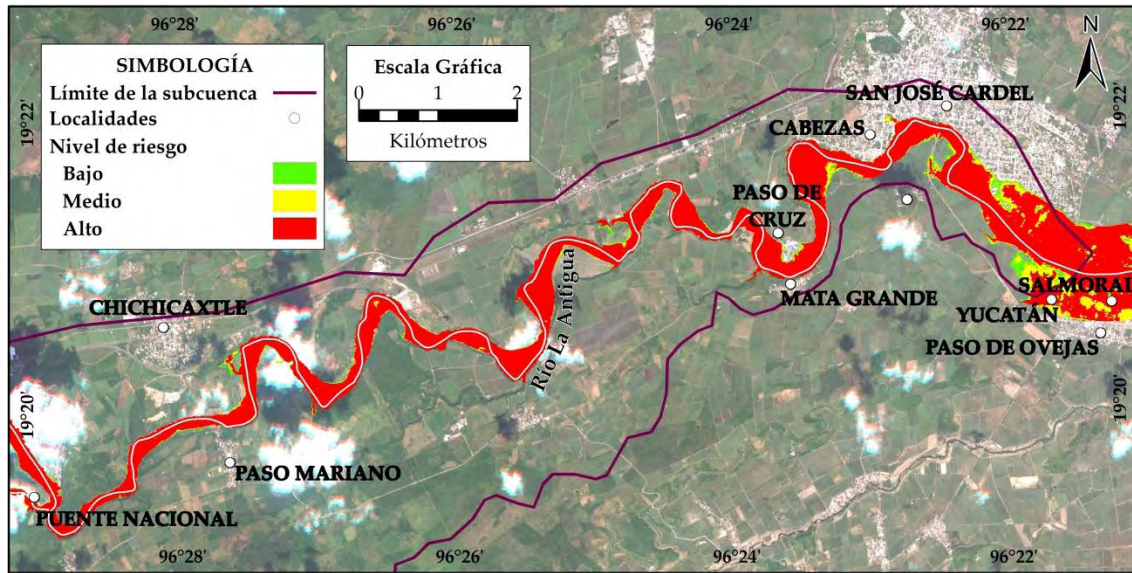 96°28'
96°26'
96°24'
96°22'
N
SIMBOLOGÍA
Límite de la subcuenca
Localidades
Nivel de riesgo
Bajo
Medio
Alto
Escala Gráfica
0 1 2
Kilómetros
19°22'
19°22'
SAN JOSÉ CARDEL
CABEZAS
PASO DE
CRUZ
MATA GRANDE
SALMORAL
YUCATÁN
PASO DE OVEJAS
CHICHICAXTLE
Río La Antigua
19°20'
19°20'
PASO MARIANO
PUENTE NACIONAL
96°28'
96°26'
96°24'
96°22'